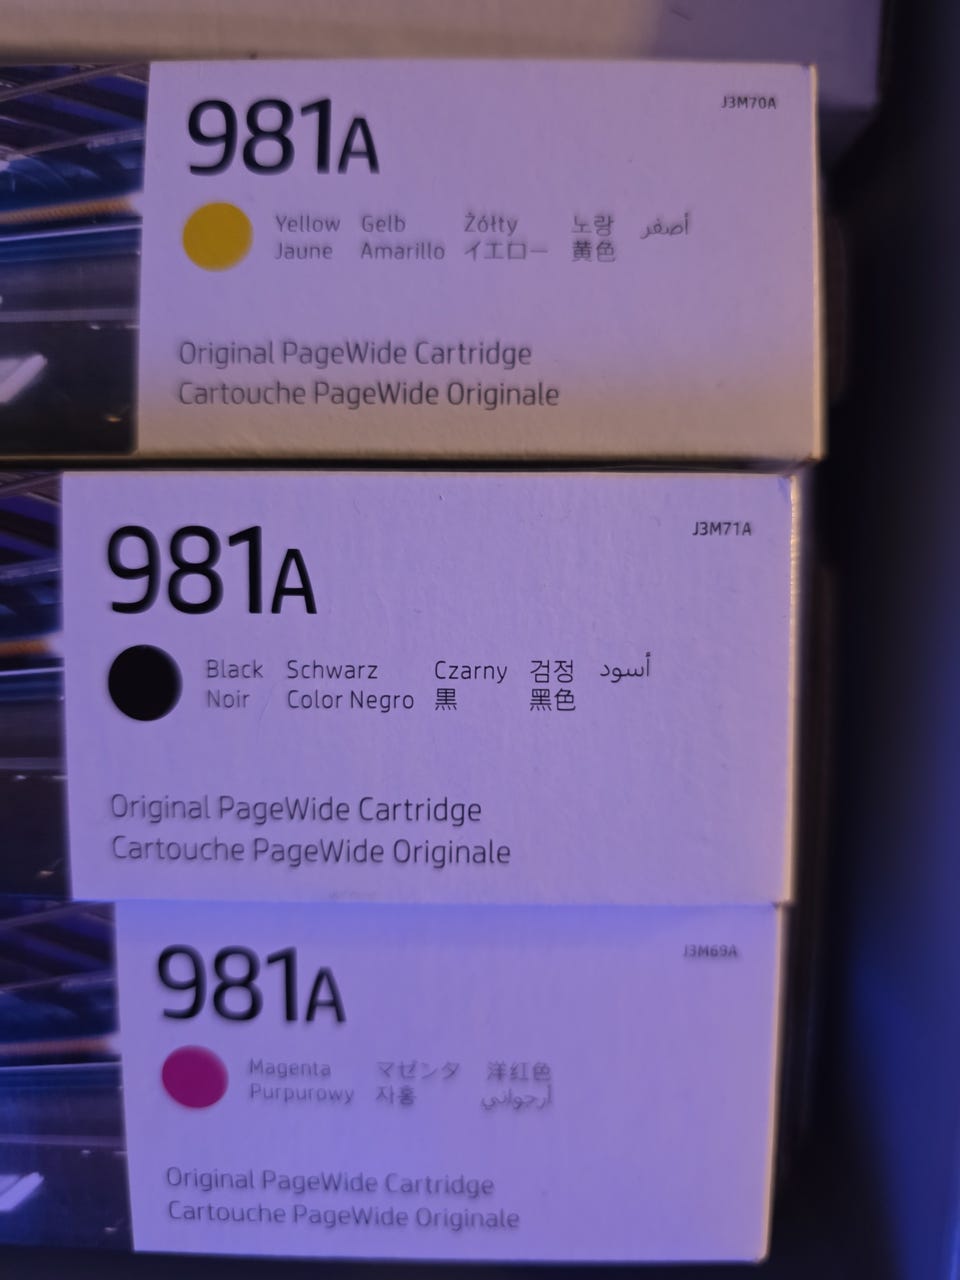 981A
J3M70A
Yellow Gelb Żółty 노랑 أصفر
Jaune Amarillo イエロー 黄色
Original PageWide Cartridge
Cartouche PageWide Originale
981A
J3M71A
Black Schwarz Czarny 검정 أسود
Noir Color Negro 黒 黑色
Original PageWide Cartridge
Cartouche PageWide Originale
981A
J3M69A
Magenta マゼンタ 洋红色
Purpurowy 자홍 أرجواني
Original PageWide Cartridge
Cartouche PageWide Originale